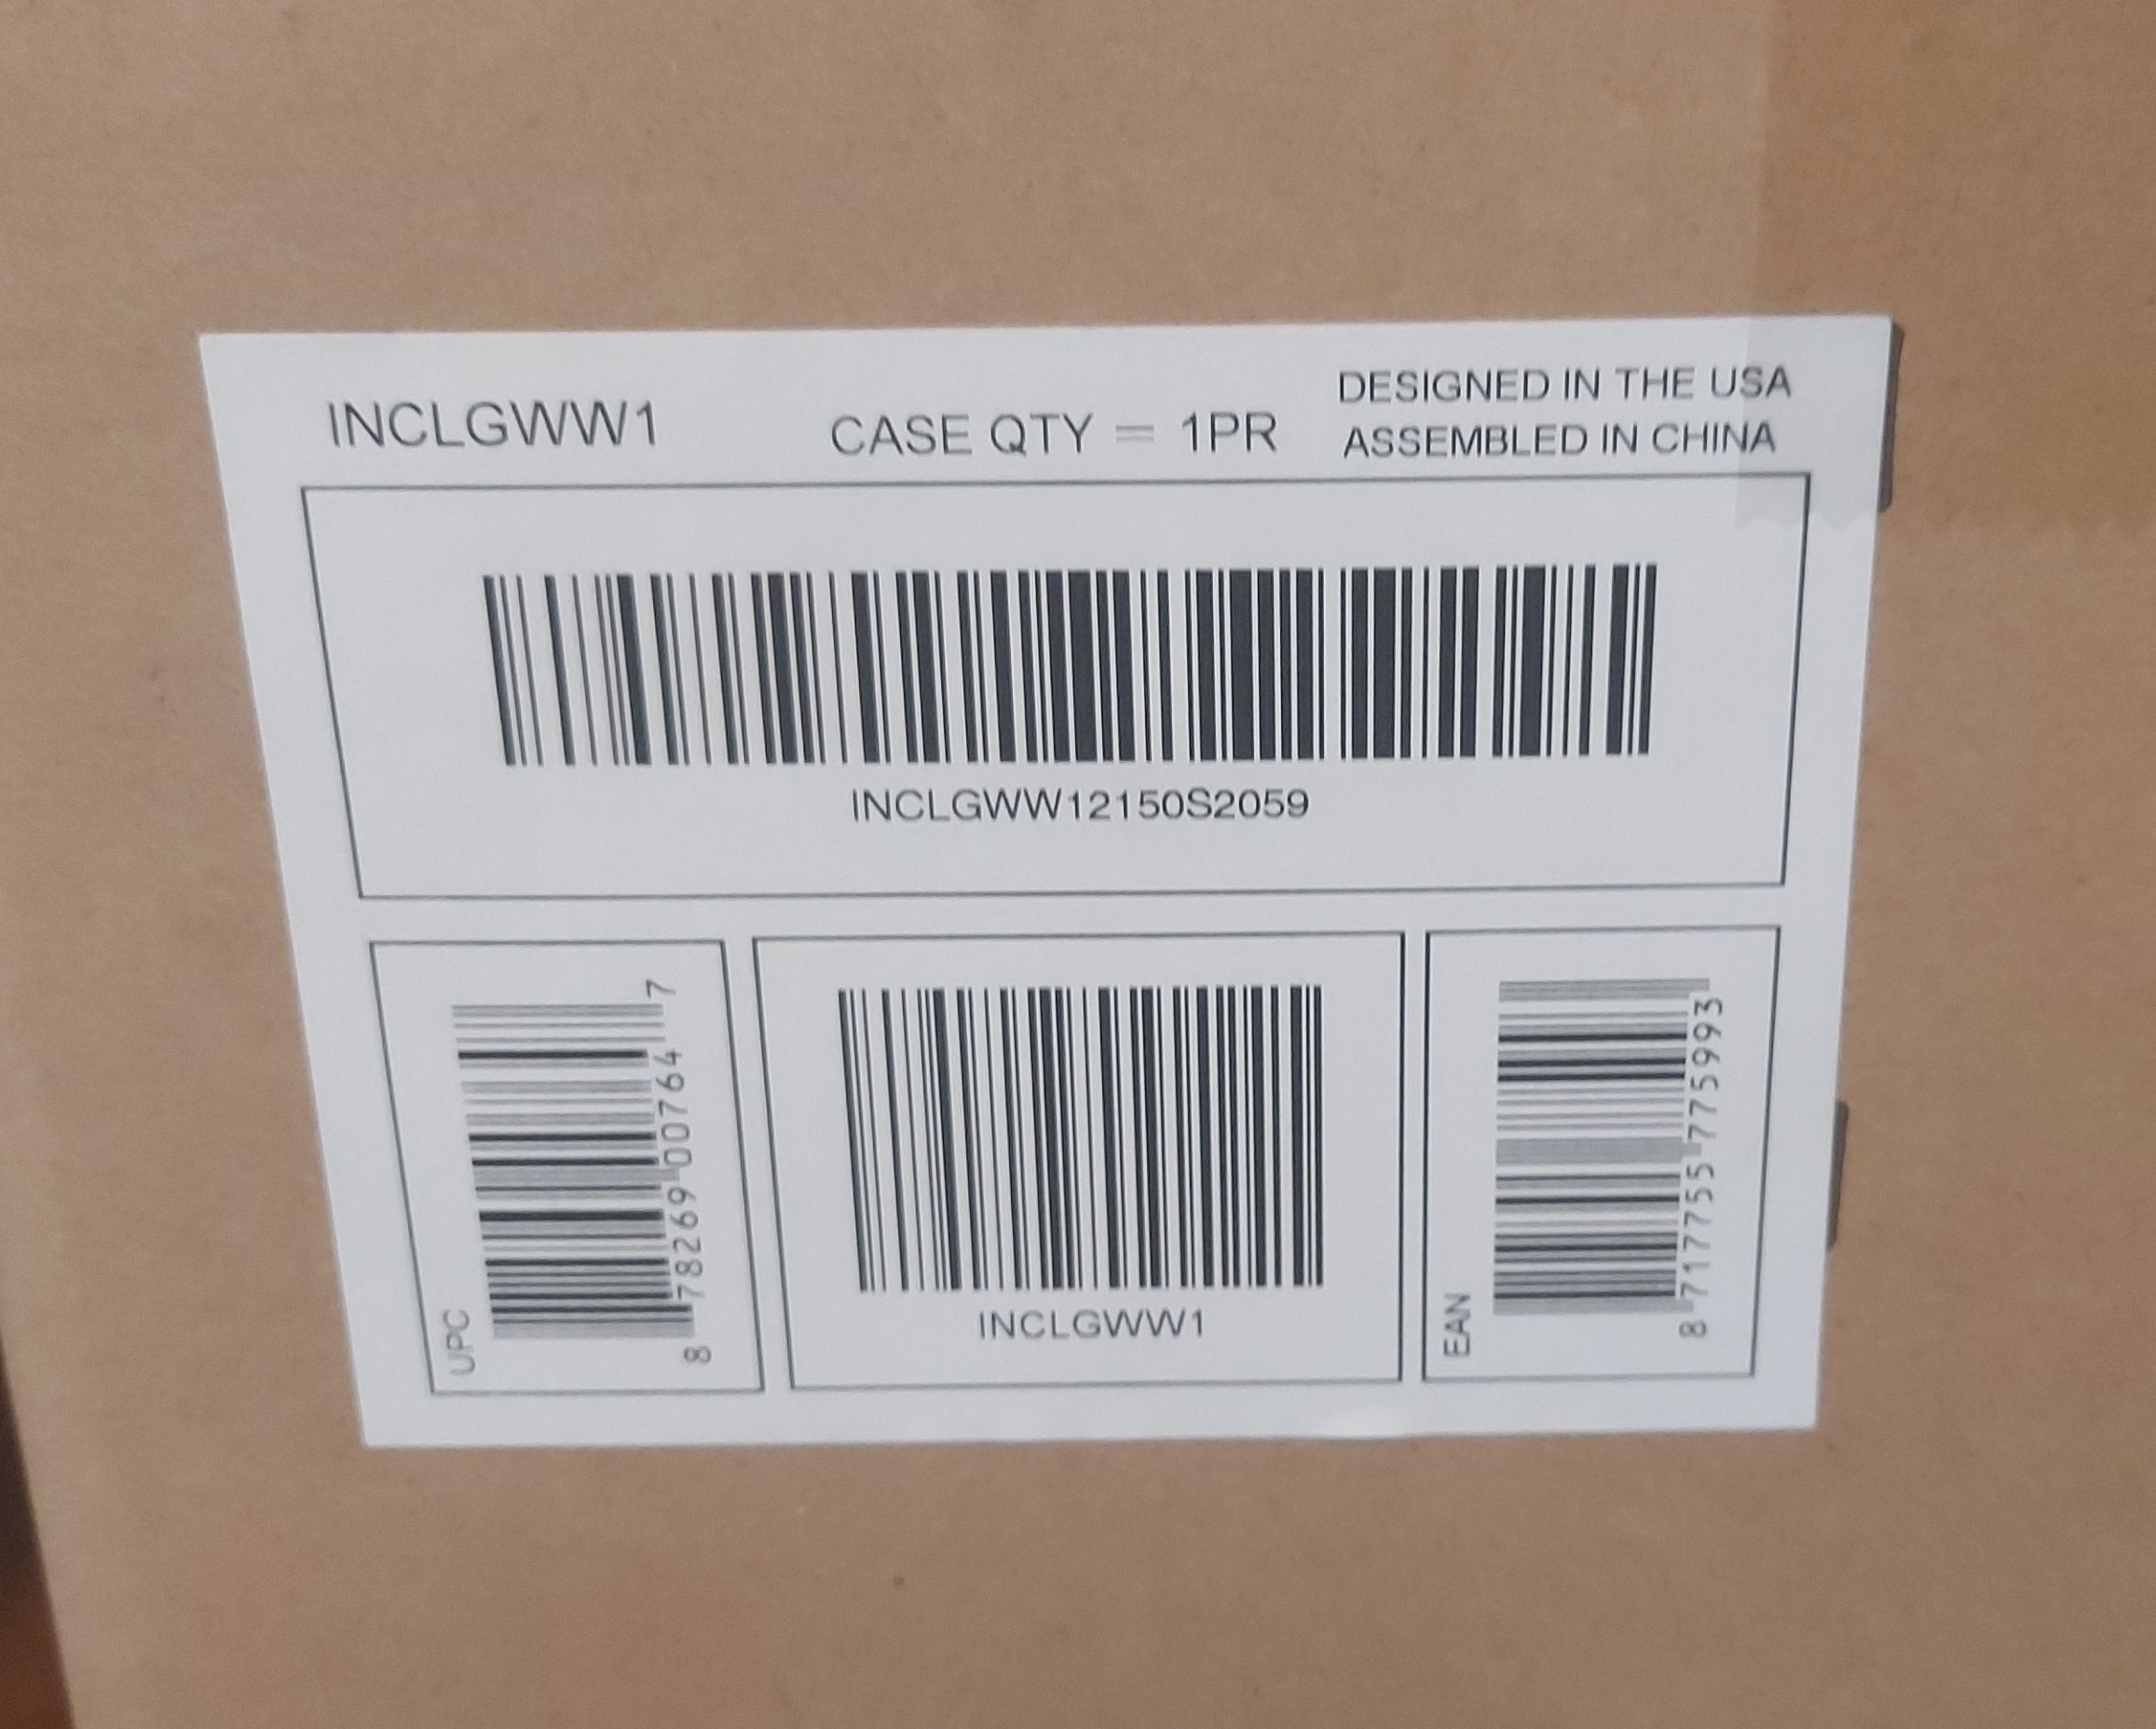 INCLGWW1
CASE QTY = 1PR
DESIGNED IN THE USA
ASSEMBLED IN CHINA
INCLGWW12150S2059
UPC
8 78269 00764 7
INCLGWW1
EAN
8 717755 775993